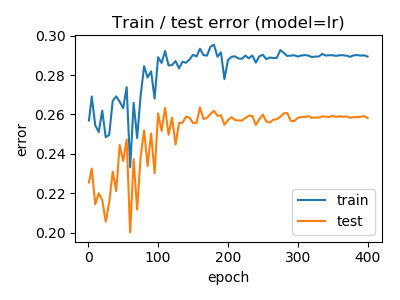 Train / test error (model=lr)
0.30
0.28
0.26
0.24
0.22
0.20
error
0 100 200 300 400
epoch
train
test